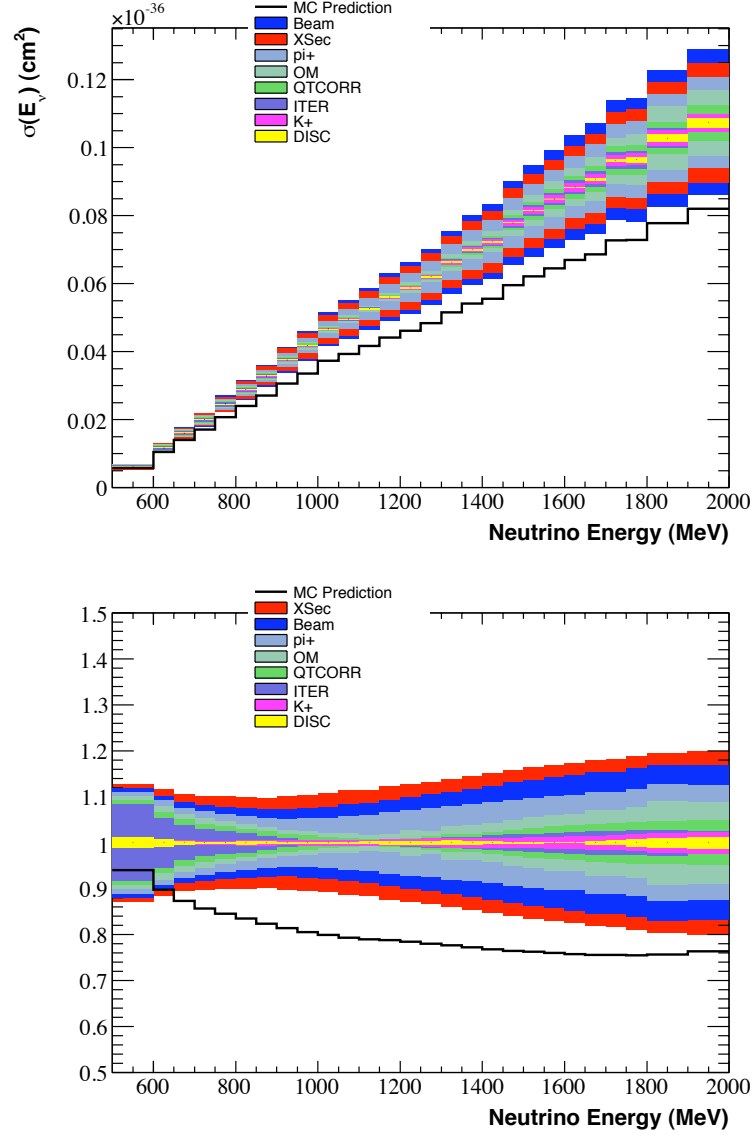 ×10⁻³⁶
MC Prediction
Beam
XSec
pi+
OM
QTCORR
ITER
K+
DISC
σ(Eν) (cm²)
0.12
0.1
0.08
0.06
0.04
0.02
0
600 800 1000 1200 1400 1600 1800 2000
Neutrino Energy (MeV)
MC Prediction
XSec
Beam
pi+
OM
QTCORR
ITER
K+
DISC
1.5
1.4
1.3
1.2
1.1
1
0.9
0.8
0.7
0.6
0.5
600 800 1000 1200 1400 1600 1800 2000
Neutrino Energy (MeV)